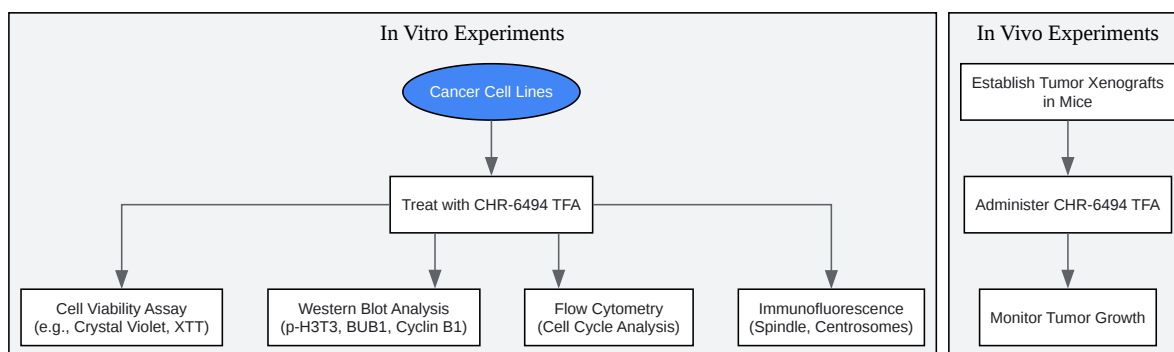 In Vitro Experiments
Cancer Cell Lines
Treat with CHR-6494 TFA
Cell Viability Assay
(e.g., Crystal Violet, XTT)
Western Blot Analysis
(p-H3T3, BUB1, Cyclin B1)
Flow Cytometry
(Cell Cycle Analysis)
Immunofluorescence
(Spindle, Centrosomes)
In Vivo Experiments
Establish Tumor Xenografts
in Mice
Administer CHR-6494 TFA
Monitor Tumor Growth